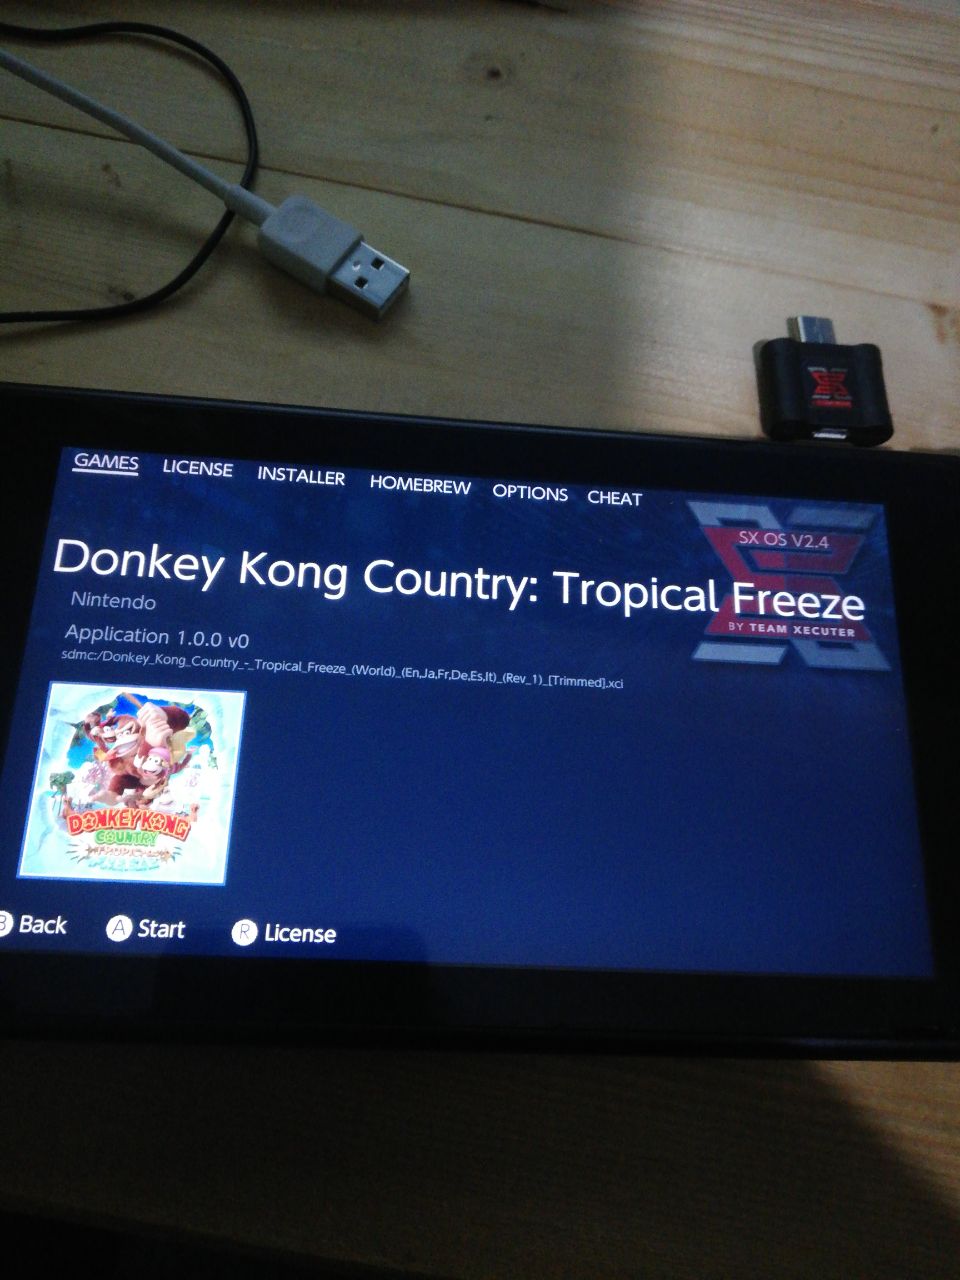 GAMES LICENSE INSTALLER HOMEBREW OPTIONS CHEAT
SX OS V2.4
BY TEAM XECUTER
Donkey Kong Country: Tropical Freeze
Nintendo
Application 1.0.0 v0
sdmc:/Donkey_Kong_Country_-_Tropical_Freeze_(World)_(En,Ja,Fr,De,Es,It)_(Rev_1)_[Trimmed].xci
DONKEY KONG
COUNTRY
TROPICAL
FREEZE
B Back A Start R License